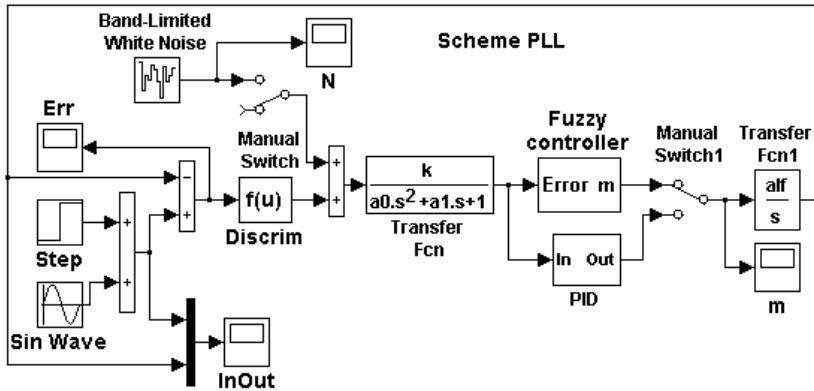 Band-Limited
White Noise
Scheme PLL
N
Err
Manual
Switch
Fuzzy
controller
Manual
Switch1
Transfer
Fcn1
-
+
+
+
k
a0.s²+a1.s+1
Error m
alf
s
f(u)
Discrim
Transfer
Fcn
Step
+
+
In Out
PID
m
Sin Wave
InOut